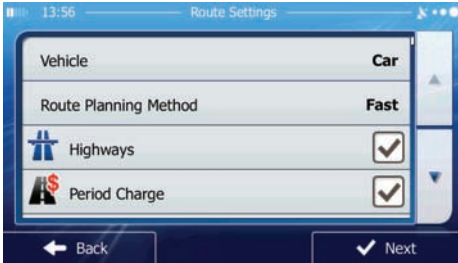 13:56 Route Settings
Vehicle Car
Route Planning Method Fast
Highways
$ Period Charge
Back Next